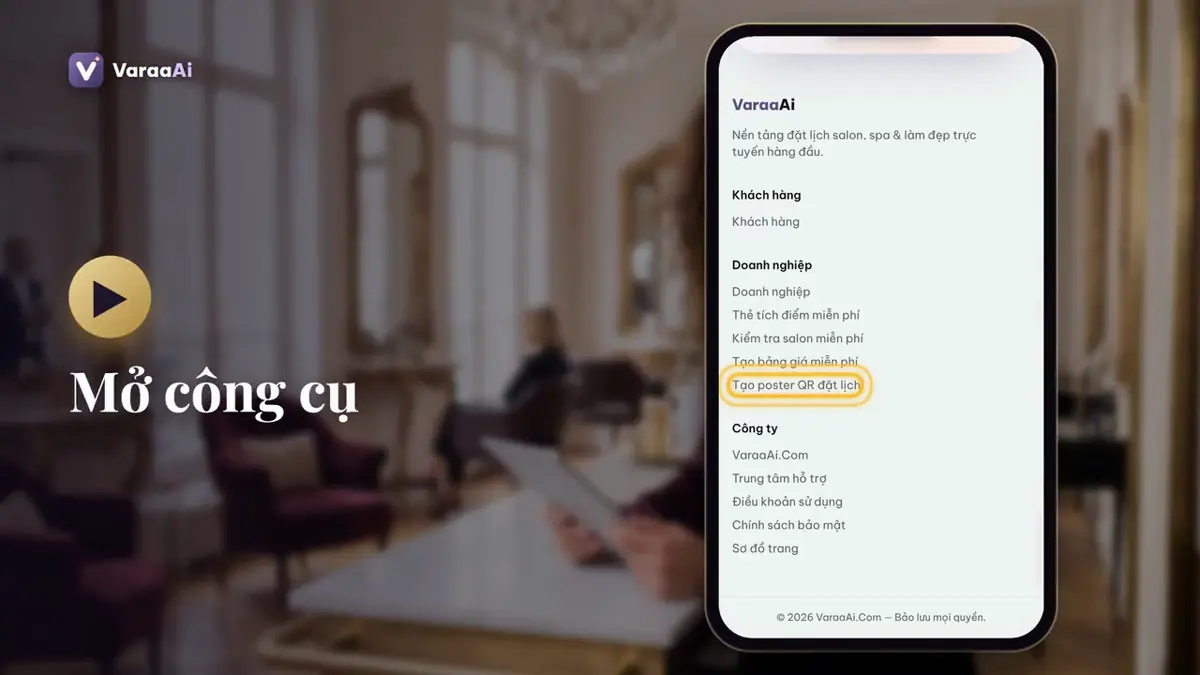 VaraaAi
Mở công cụ
VaraaAi
Nền tảng đặt lịch salon, spa & làm đẹp trực
tuyến hàng đầu.
Khách hàng
Khách hàng
Doanh nghiệp
Doanh nghiệp
Thẻ tích điểm miễn phí
Kiểm tra salon miễn phí
Tạo bảng giá miễn phí
Tạo poster QR đặt lịch
Công ty
VaraaAi.Com
Trung tâm hỗ trợ
Điều khoản sử dụng
Chính sách bảo mật
Sơ đồ trang
© 2026 VaraaAi.Com — Bảo lưu mọi quyền.